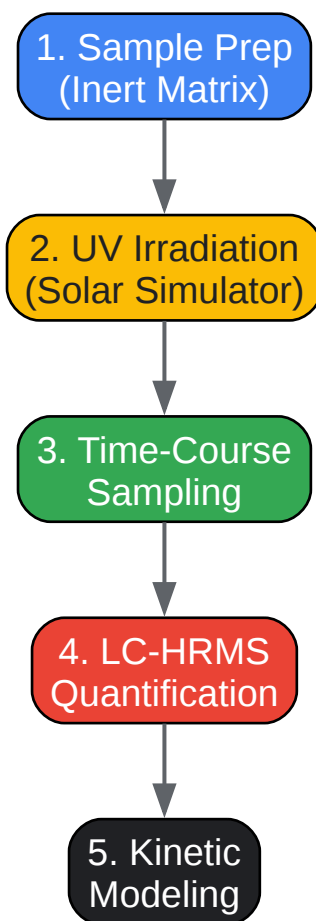 1. Sample Prep
(Inert Matrix)
2. UV Irradiation
(Solar Simulator)
3. Time-Course
Sampling
4. LC-HRMS
Quantification
5. Kinetic
Modeling